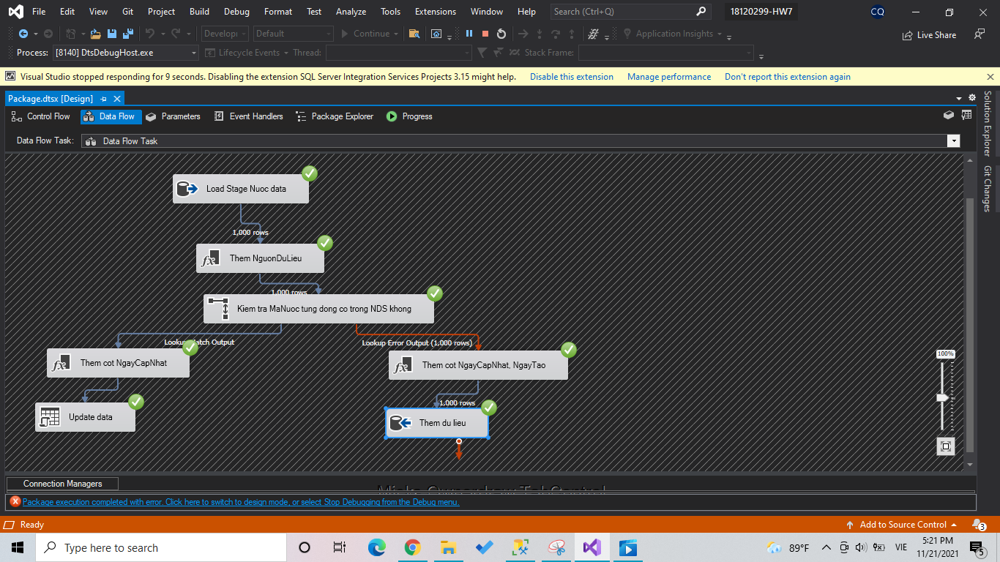 File Edit View Git Project Build Debug Format Test Analyze Tools Extensions Window Help Search (Ctrl+Q) 18120299-HW7 CQ
Developi Default Continue Application Insights Live Share
Process: [8140] DtsDebugHost.exe Lifecycle Events Thread: Stack Frame:
Visual Studio stopped responding for 9 seconds. Disabling the extension SQL Server Integration Services Projects 3.15 might help. Disable this extension Manage performance Don't report this extension again
Package.dtsx [Design]
Control Flow Data Flow Parameters Event Handlers Package Explorer Progress
Data Flow Task: Data Flow Task
Solution Explorer
Git Changes
Load Stage Nuoc data
1,000 rows
Them NguonDuLieu
1,000 rows
Kiem tra MaNuoc tung dong co trong NDS khong
Output
Lookup Error Output (1,000 rows)
Them cot NgayCapNhat
Them cot NgayCapNhat, NgayTao
100%
1,000 rows
Update data
Them du lieu
Connection Managers
Package execution completed with error. Click here to switch to design mode, or select Stop Debugging from the Debug menu.
Ready Add to Source Control 3
Type here to search 89°F VIE 5:21 PM
11/21/2021 5